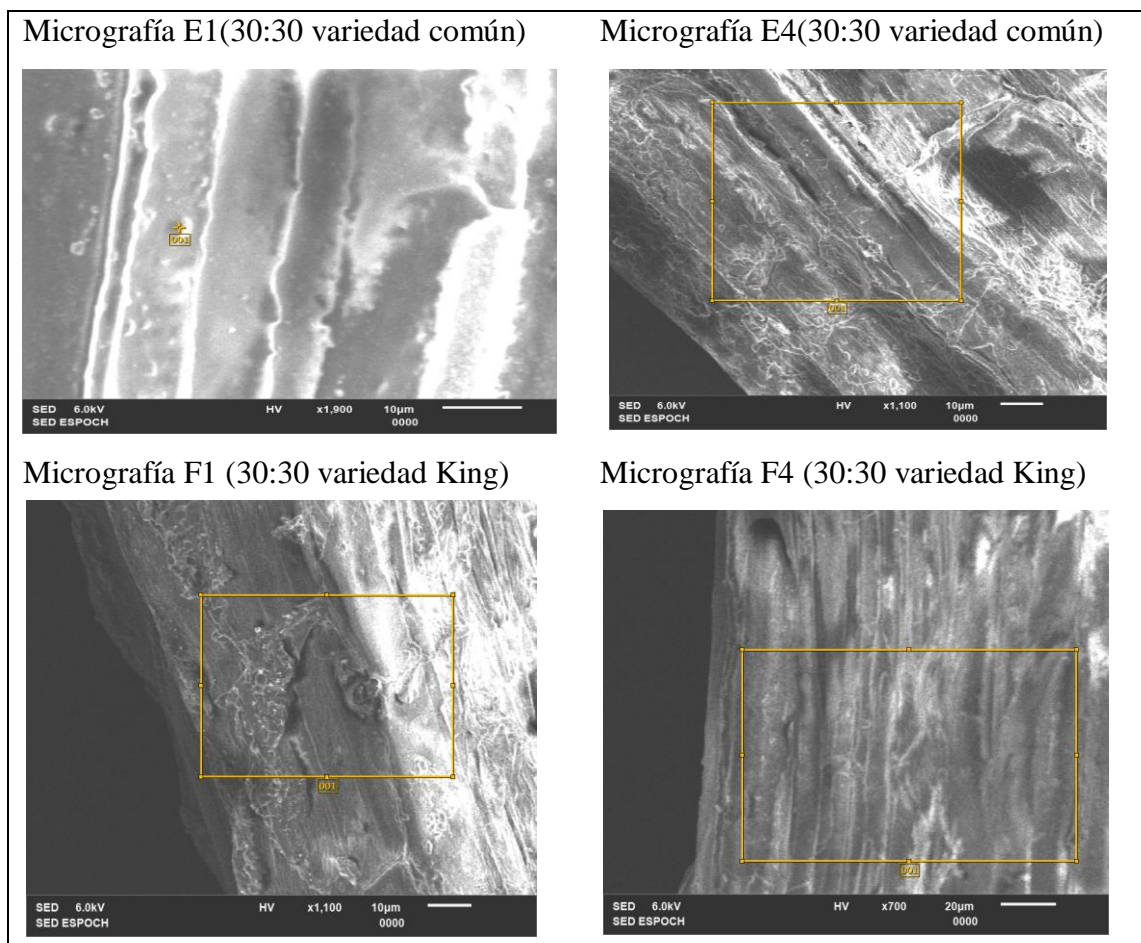 Micrografía E1(30:30 variedad común)
Micrografía E4(30:30 variedad común)
001
SED 6.0kV HV x1,900 10µm
SED ESPOCH 0000
001
SED 6.0kV HV x1,100 10µm
SED ESPOCH 0000
Micrografía F1 (30:30 variedad King)
Micrografía F4 (30:30 variedad King)
001
SED 6.0kV HV x1,100 10µm
SED ESPOCH 0000
001
SED 6.0kV HV x700 20µm
SED ESPOCH 0000